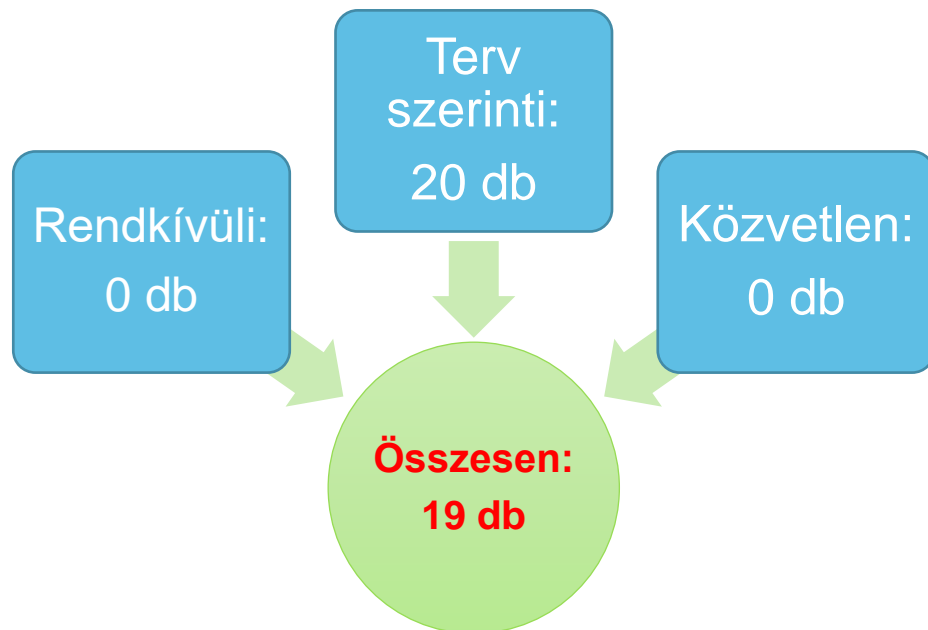 Terv
szerinti:
20 db
Rendkívüli:
0 db
Közvetlen:
0 db
Összesen:
19 db